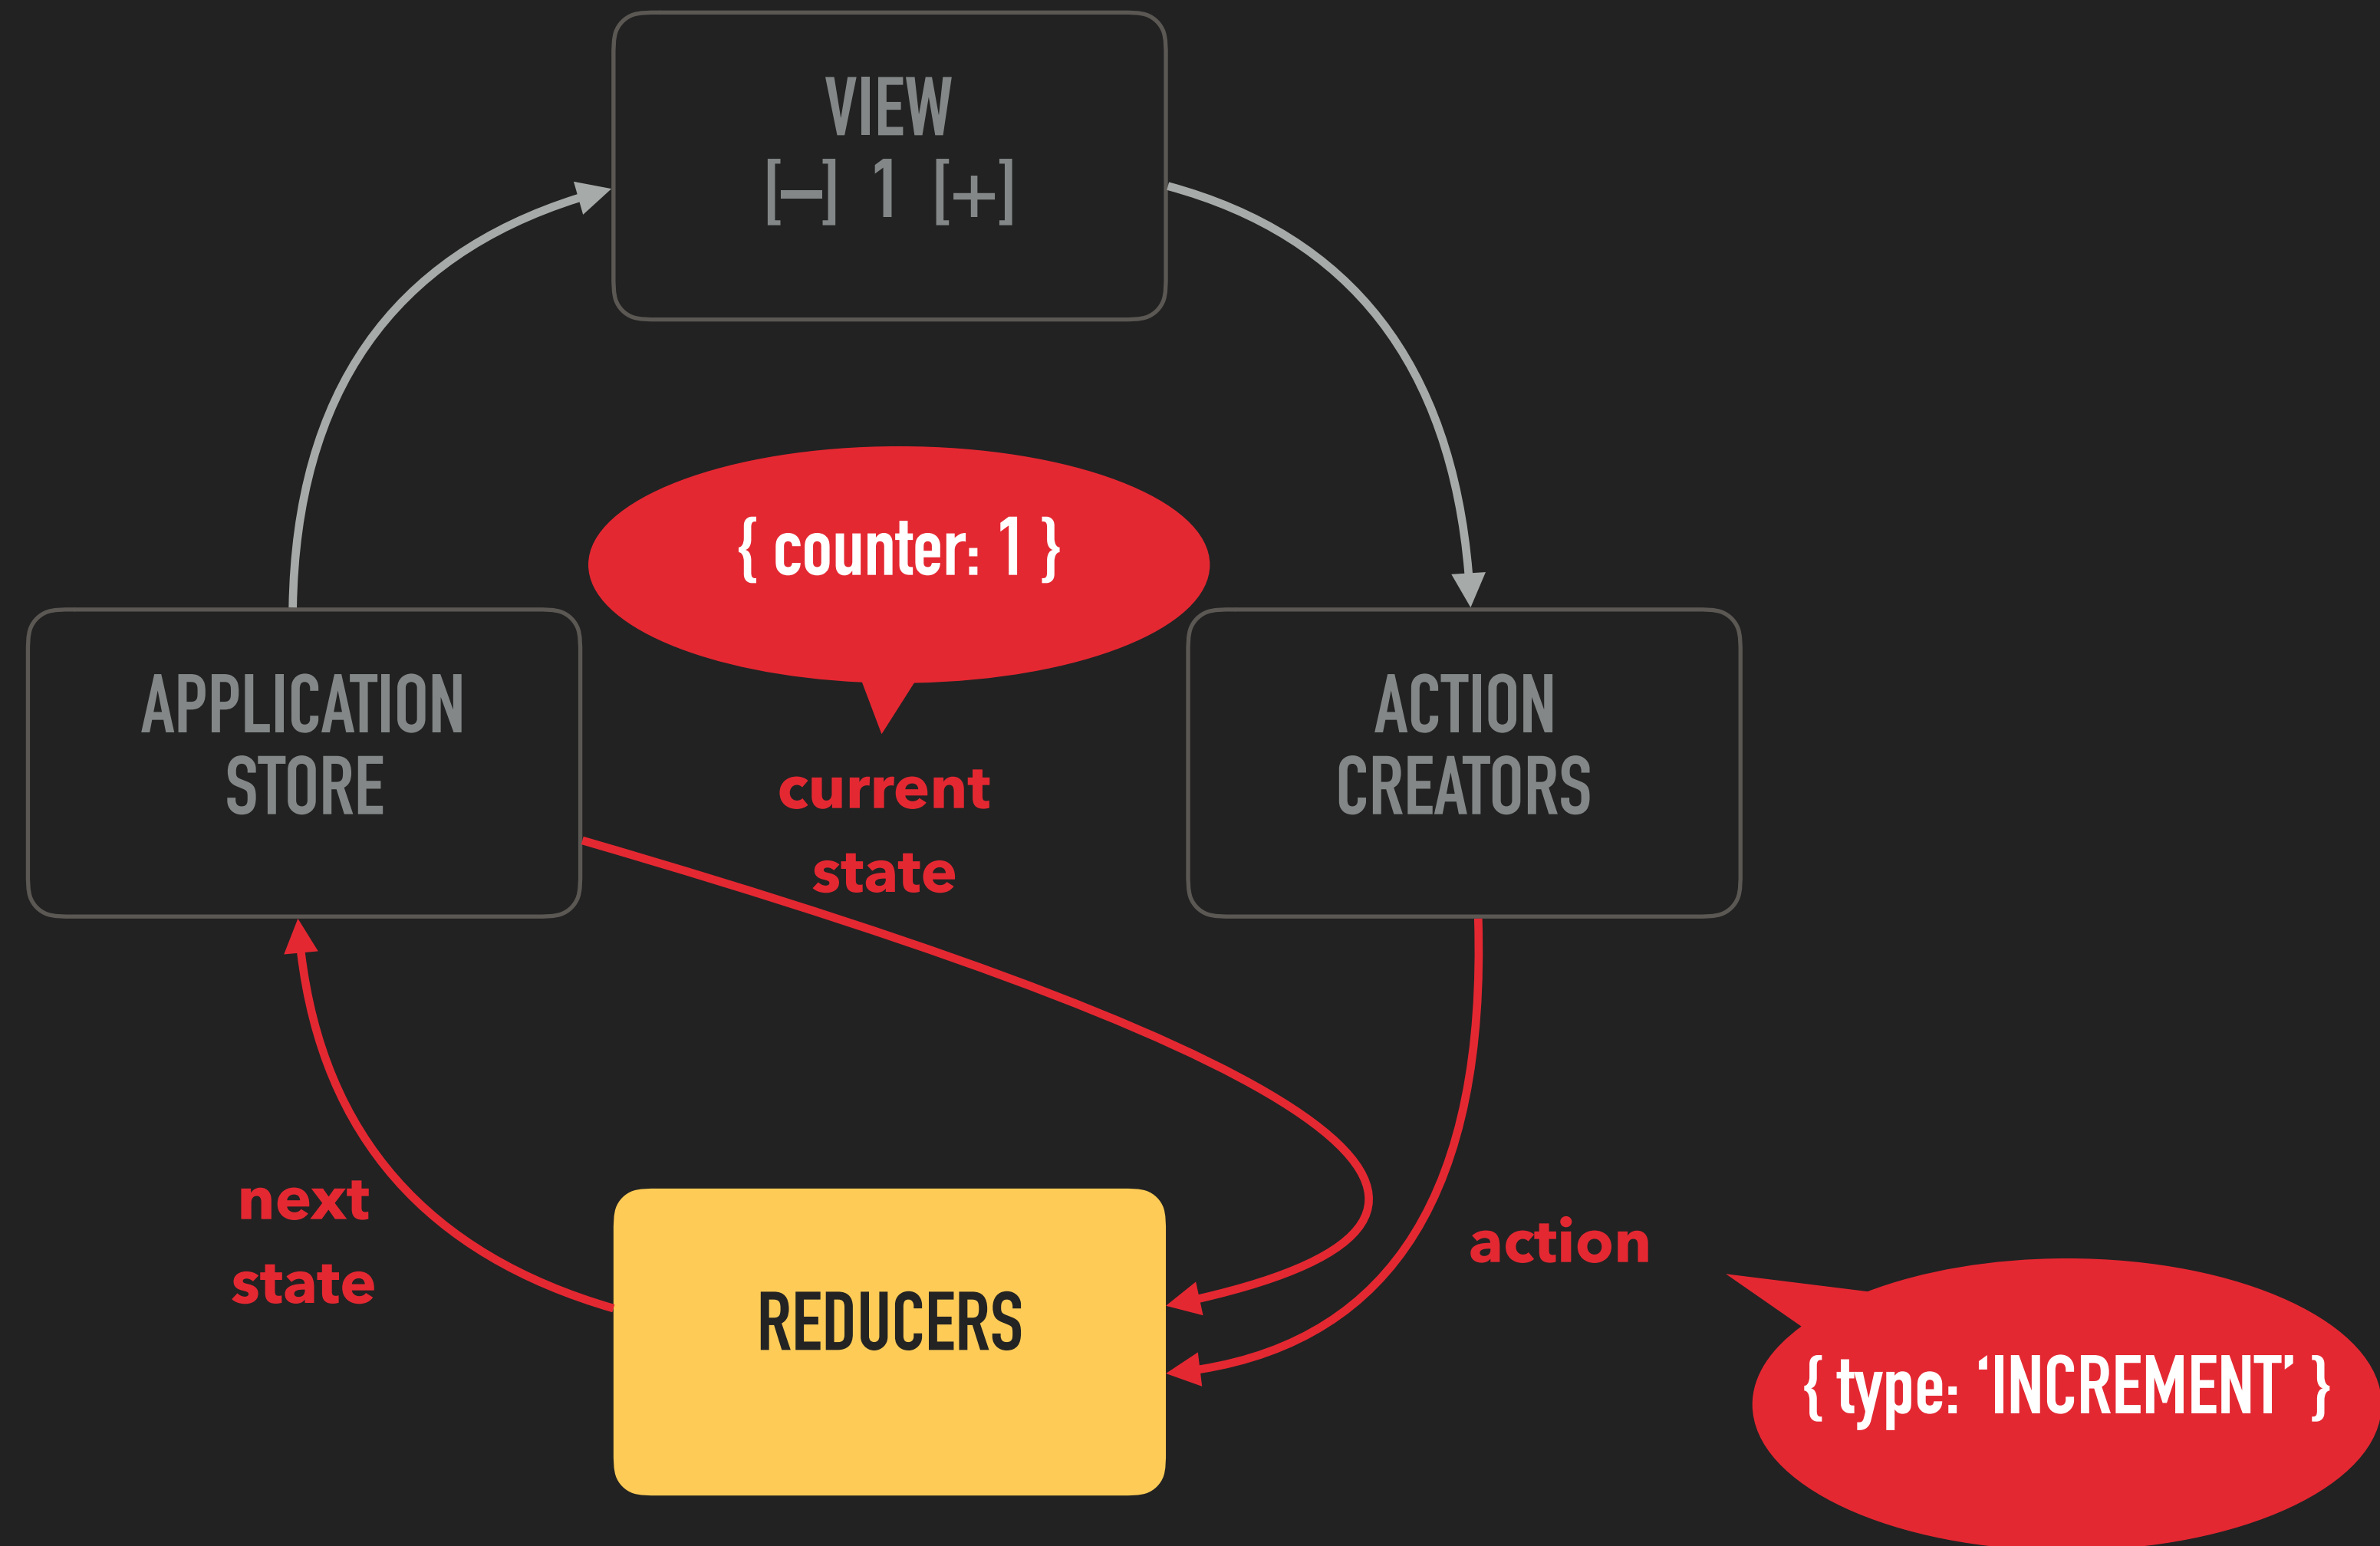 VIEW
[–] 1 [+]
{ counter: 1 }
APPLICATION
STORE
current
state
ACTION
CREATORS
next
state
REDUCERS
action
{ type: ‘INCREMENT’ }